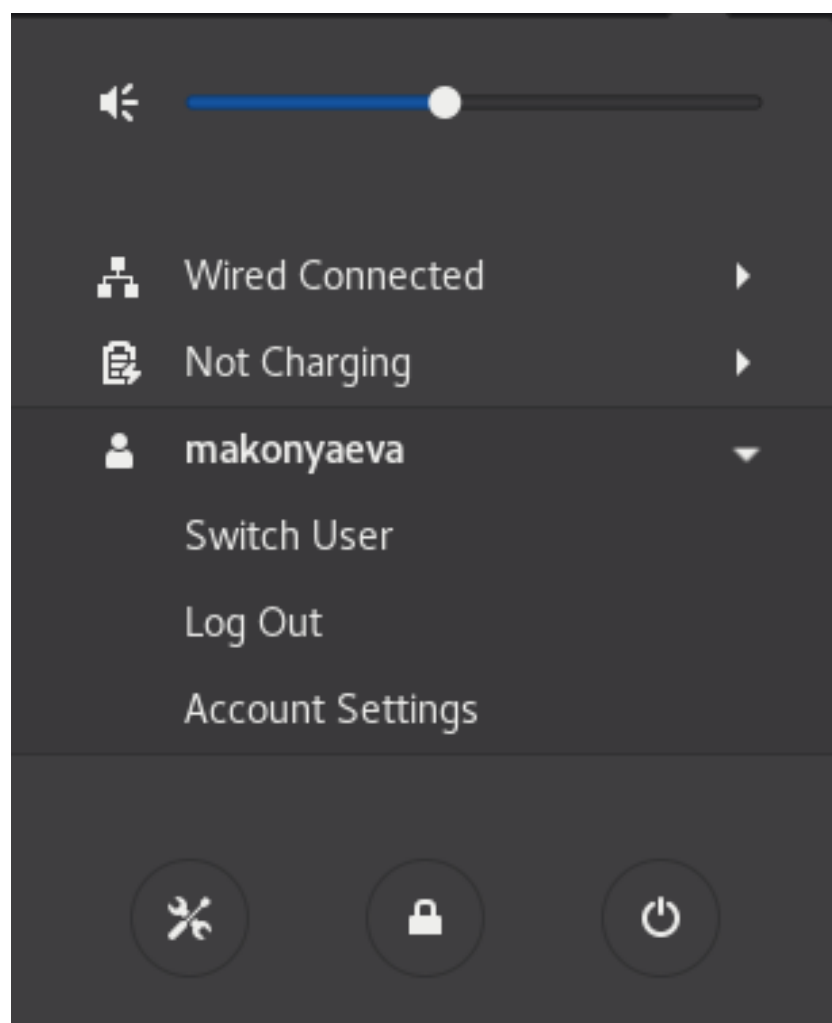 Wired Connected
Not Charging
makonyaeva
Switch User
Log Out
Account Settings